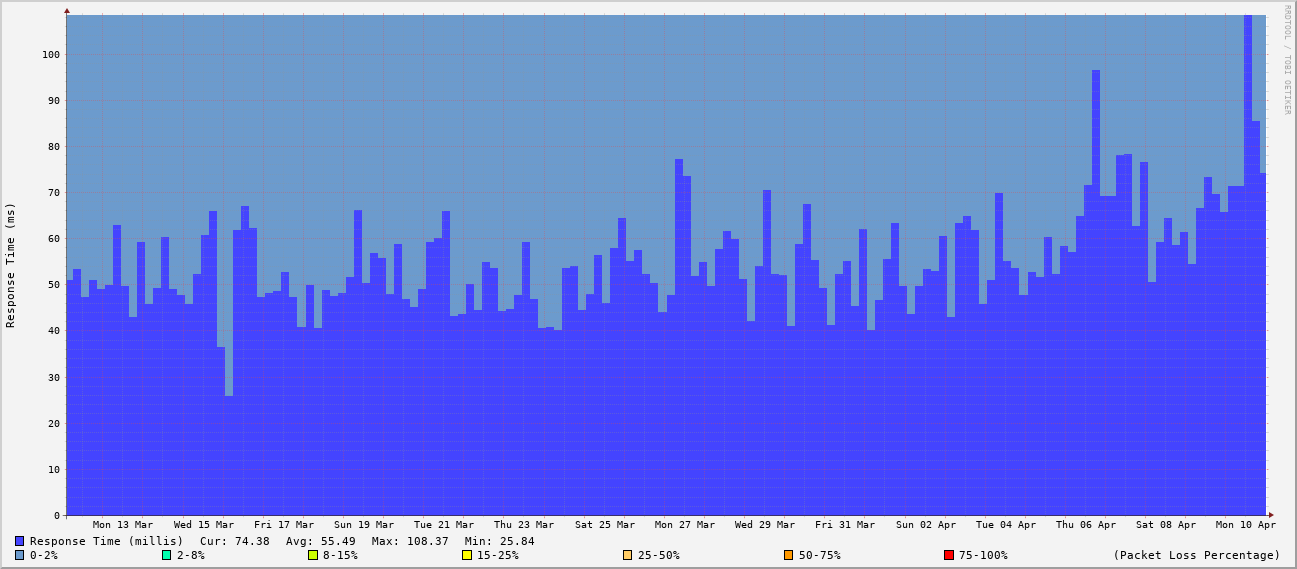 RRDTOOL / TOBI OETIKER
Response Time (ms)
100
90
80
70
60
50
40
30
20
10
0
Mon 13 Mar Wed 15 Mar Fri 17 Mar Sun 19 Mar Tue 21 Mar Thu 23 Mar Sat 25 Mar Mon 27 Mar Wed 29 Mar Fri 31 Mar Sun 02 Apr Tue 04 Apr Thu 06 Apr Sat 08 Apr Mon 10 Apr
Response Time (millis) Cur: 74.38 Avg: 55.49 Max: 108.37 Min: 25.84
0-2% 2-8% 8-15% 15-25% 25-50% 50-75% 75-100% (Packet Loss Percentage)